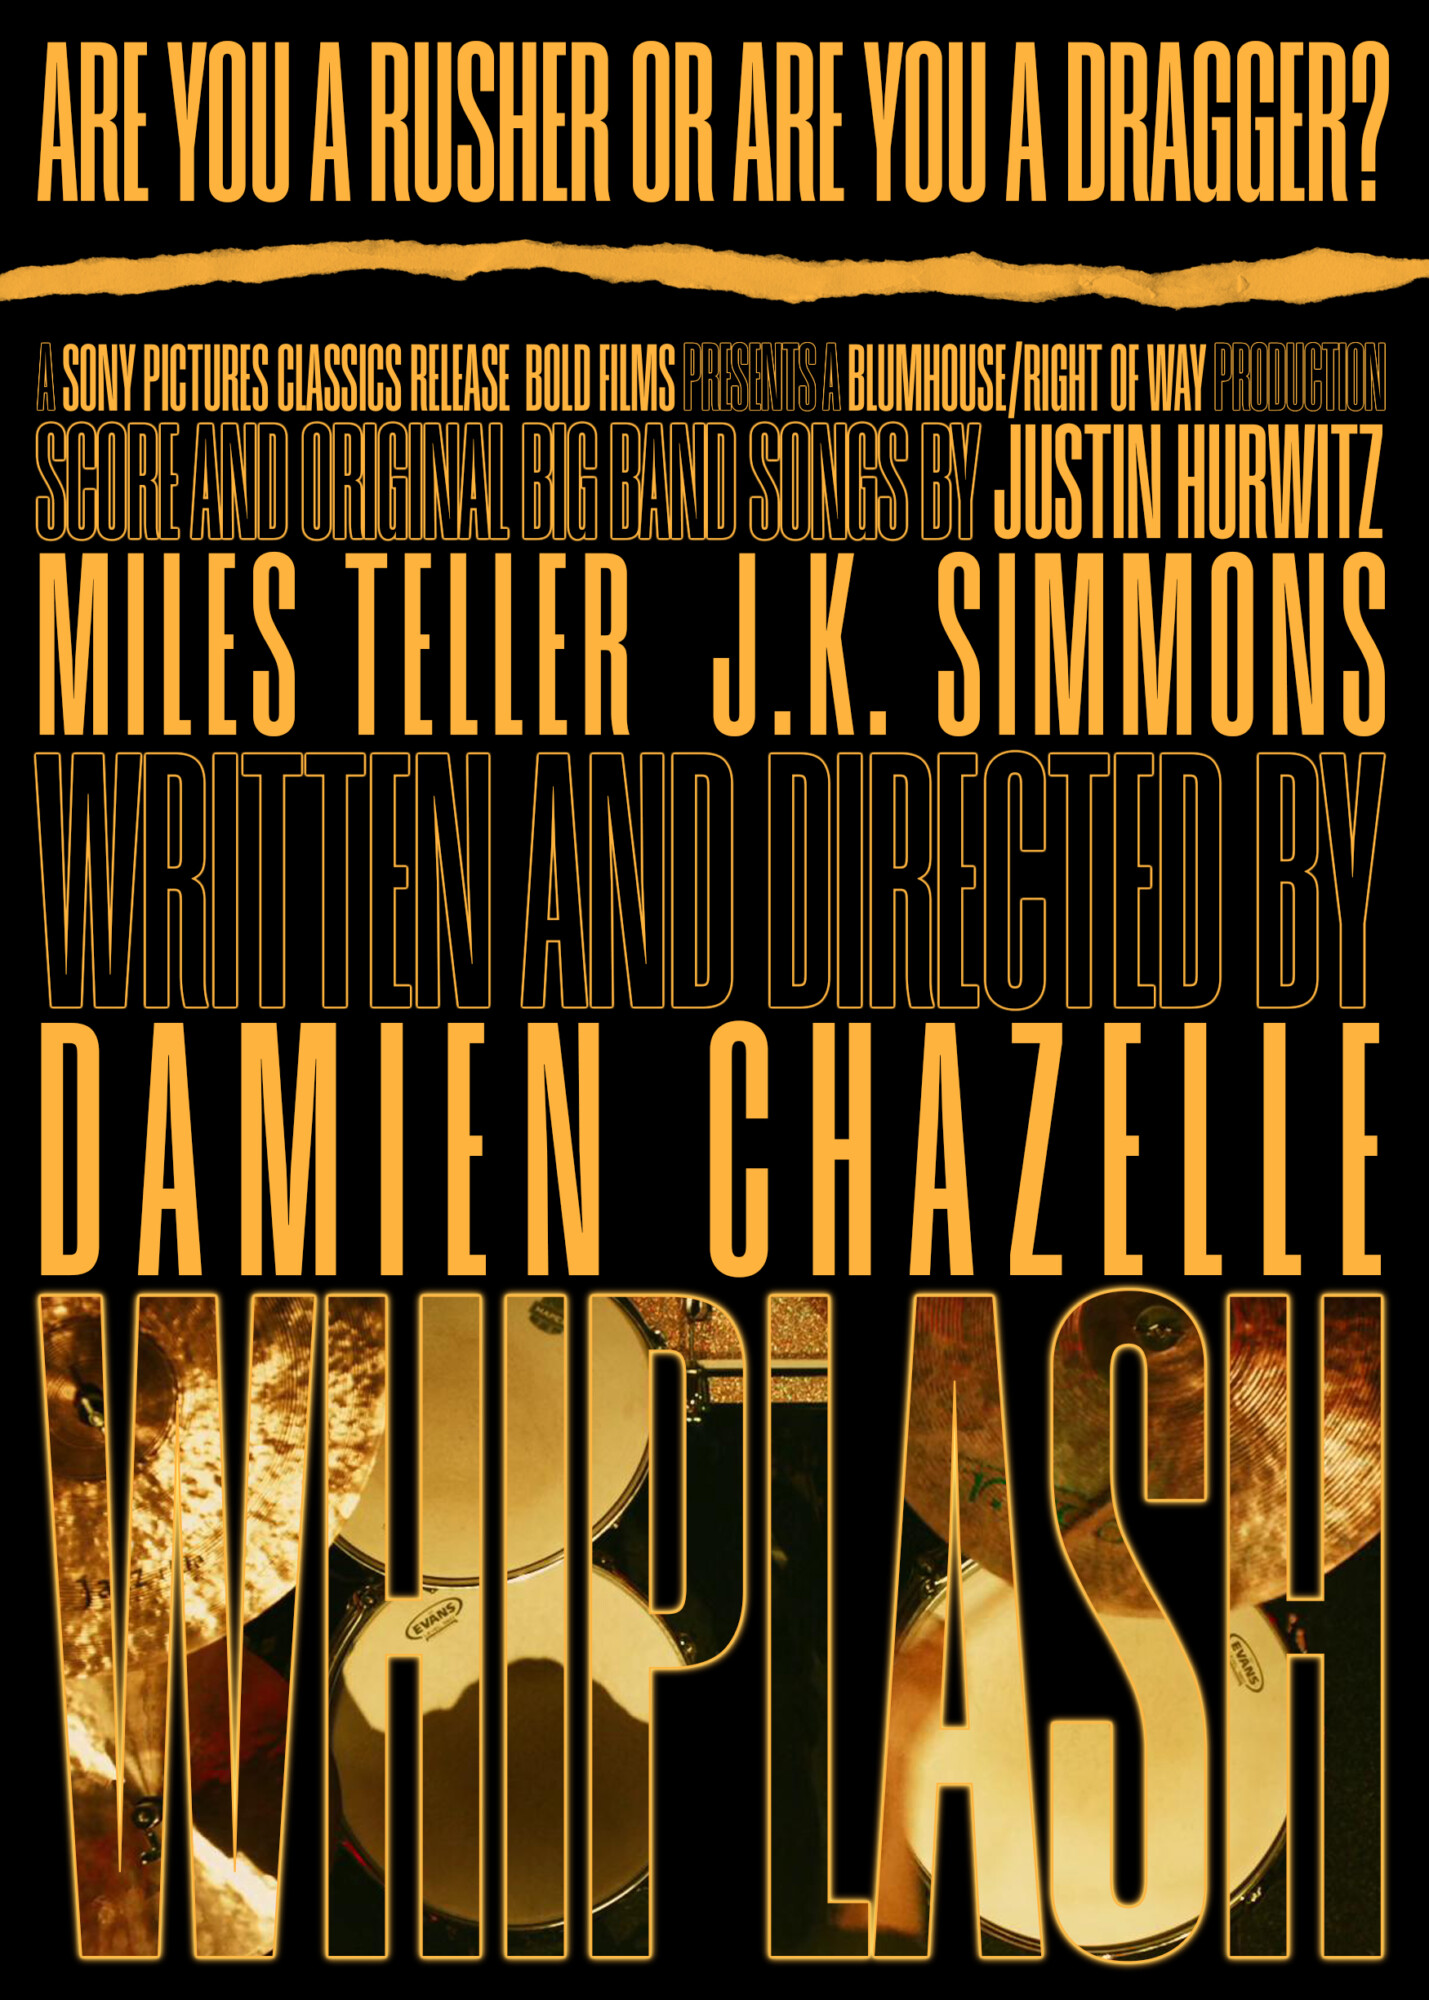 ARE YOU A RUSHER OR ARE YOU A DRAGGER?
A SONY PICTURES CLASSICS RELEASE BOLD FILMS PRESENTS A BLUMHOUSE/RIGHT OF WAY PRODUCTION
SCORE AND ORIGINAL BIG BAND SONGS BY JUSTIN HURWITZ
MILES TELLER J.K. SIMMONS
WRITTEN AND DIRECTED BY
DAMIEN CHAZELLE
WHIPLASH
EVANS
EVANS